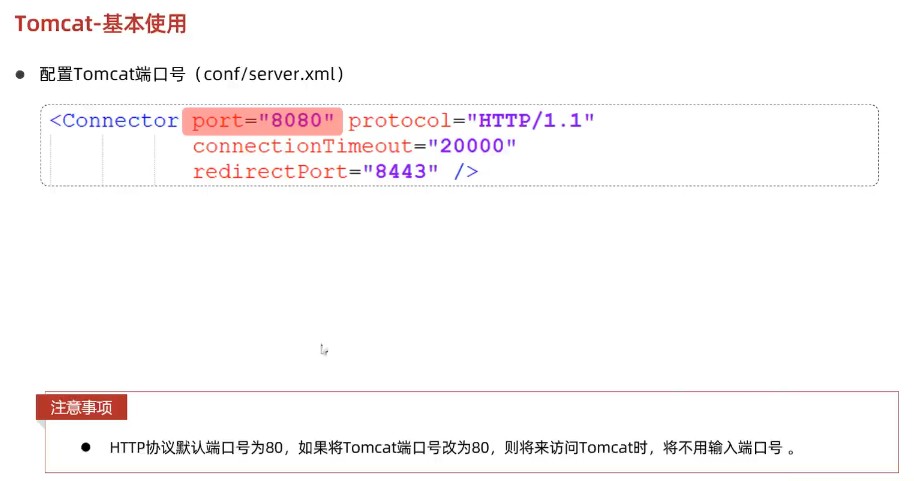 Tomcat-基本使用
● 配置Tomcat端口号（conf/server.xml）
<Connector port="8080" protocol="HTTP/1.1"
connectionTimeout="20000"
redirectPort="8443" />
注意事项
● HTTP协议默认端口号为80，如果将Tomcat端口号改为80，则将来访问Tomcat时，将不用输入端口号 。